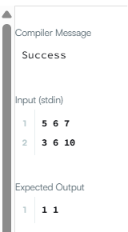 Compiler Message
Success
Input (stdin)
1 5 6 7
2 3 6 10
Expected Output
1 1 1